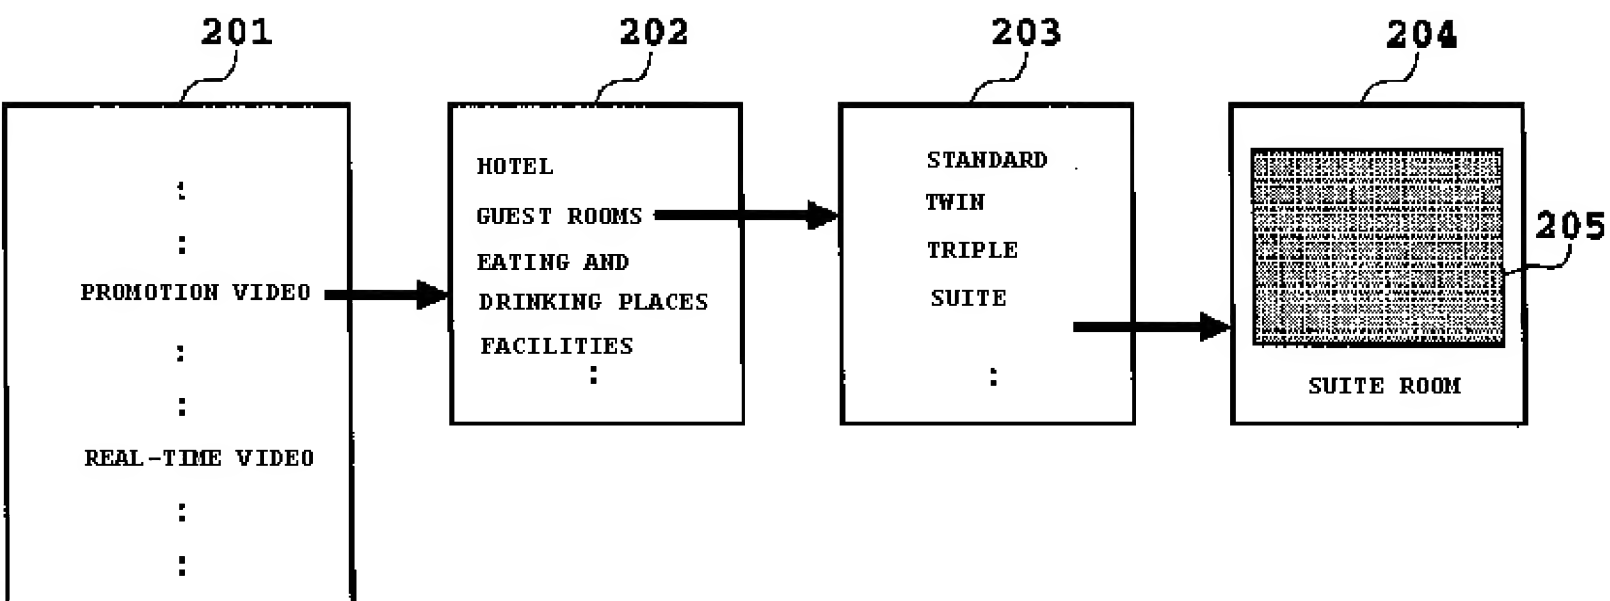 201
202
203
204
:
:
PROMOTION VIDEO
:
:
REAL-TIME VIDEO
:
:
HOTEL
GUEST ROOMS
EATING AND
DRINKING PLACES
FACILITIES
:
STANDARD
TWIN
TRIPLE
SUITE
:
205
SUITE ROOM